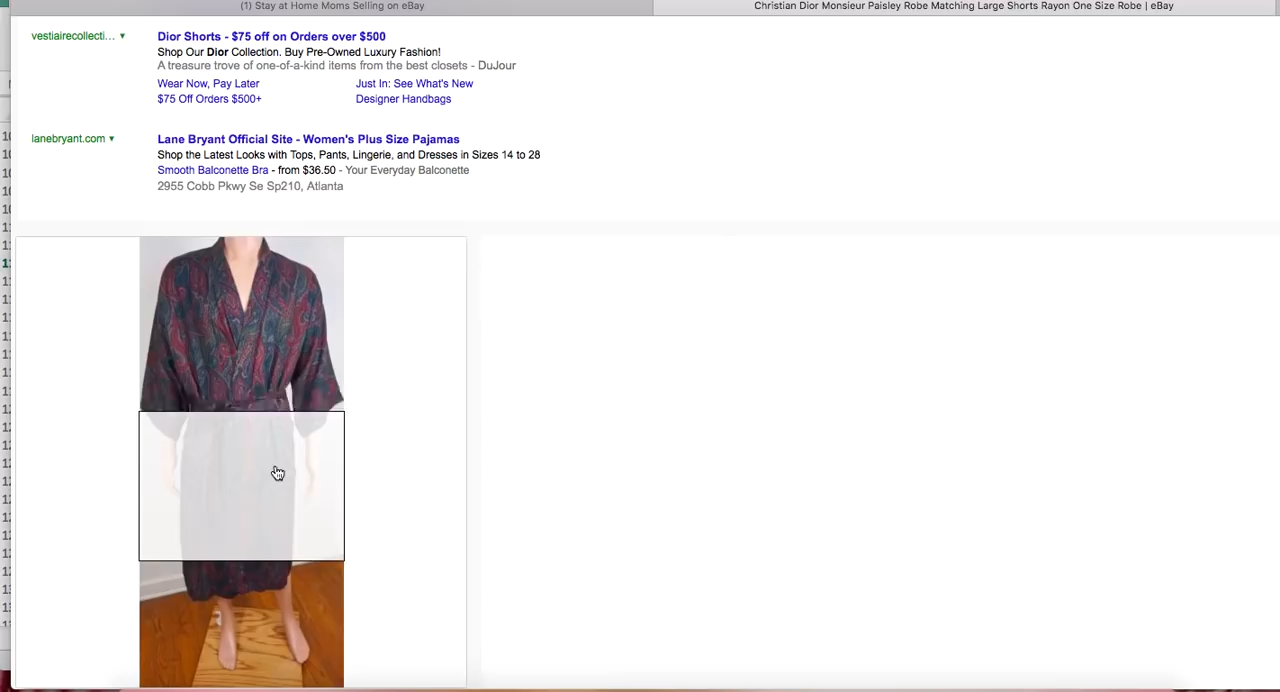 (1) Stay at Home Moms Selling on eBay
Christian Dior Monsieur Paisley Robe Matching Large Shorts Rayon One Size Robe | eBay
vestiairecollecti... ▾
Dior Shorts - $75 off on Orders over $500
Shop Our Dior Collection. Buy Pre-Owned Luxury Fashion!
A treasure trove of one-of-a-kind items from the best closets - DuJour
Wear Now, Pay Later
Just In: See What's New
$75 Off Orders $500+
Designer Handbags
lanebryant.com ▾
Lane Bryant Official Site - Women's Plus Size Pajamas
Shop the Latest Looks with Tops, Pants, Lingerie, and Dresses in Sizes 14 to 28
Smooth Balconette Bra - from $36.50 - Your Everyday Balconette
2955 Cobb Pkwy Se Sp210, Atlanta